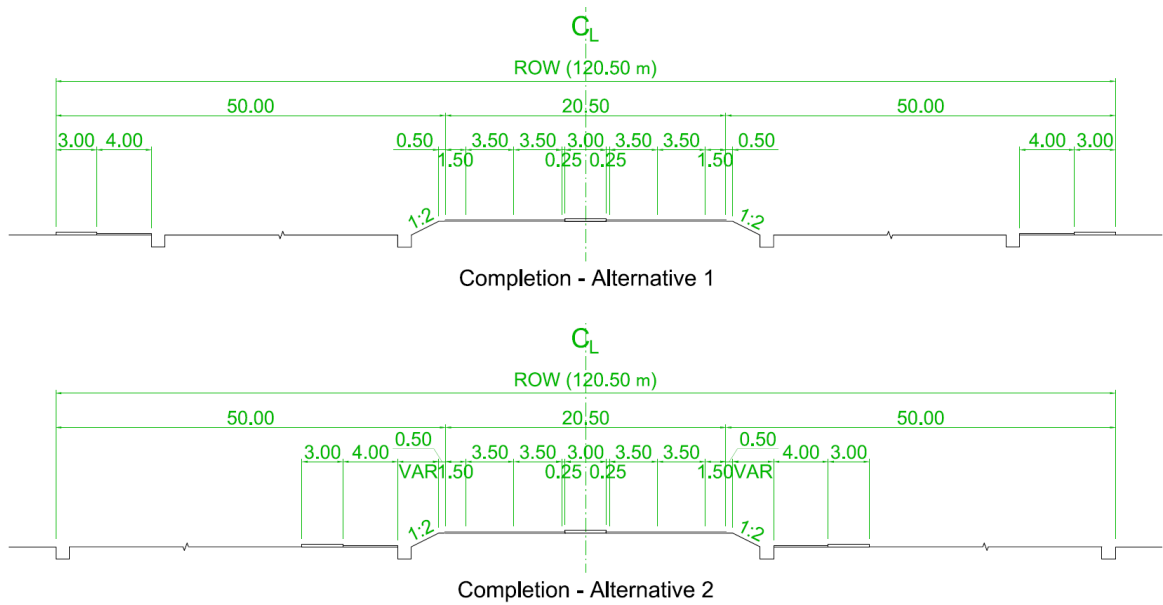 CL
ROW (120.50 m)
50.00 20.50 50.00
3.00 4.00 0.50 3.50 3.50 3.00 3.50 3.50 0.50 4.00 3.00
1.50 0.25 0.25 1.50
1:2 1:2
Completion - Alternative 1
CL
ROW (120.50 m)
50.00 20.50 50.00
0.50 0.50
3.00 4.00 3.50 3.50 3.00 3.50 3.50 4.00 3.00
VAR 1.50 0.25 0.25 1.50 VAR
1:2 1:2
Completion - Alternative 2